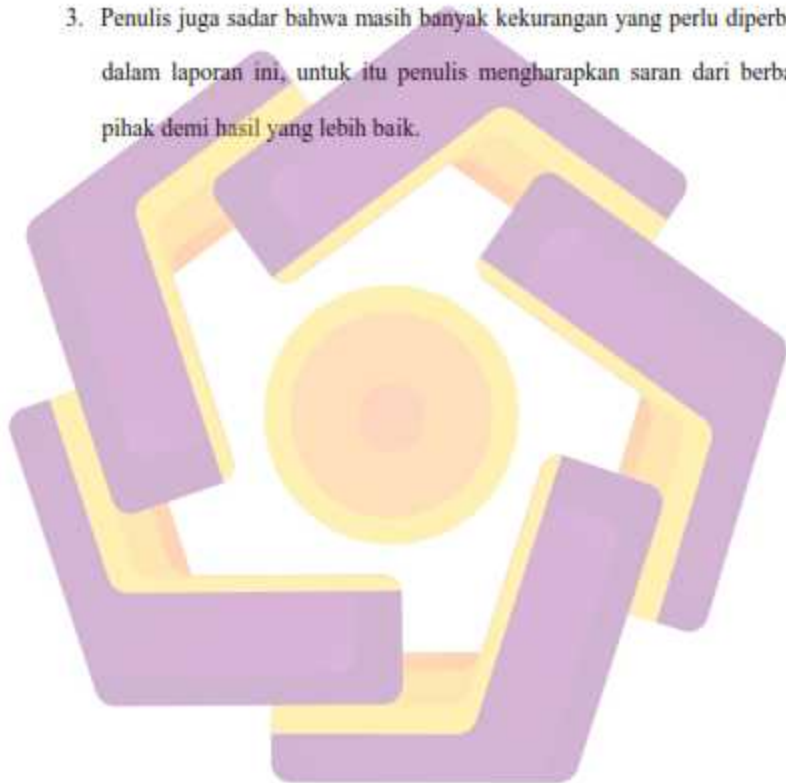 3. Penulis juga sadar bahwa masih banyak kekurangan yang perlu diperb
dalam laporan ini, untuk itu penulis mengharapkan saran dari berba
pihak demi hasil yang lebih baik.